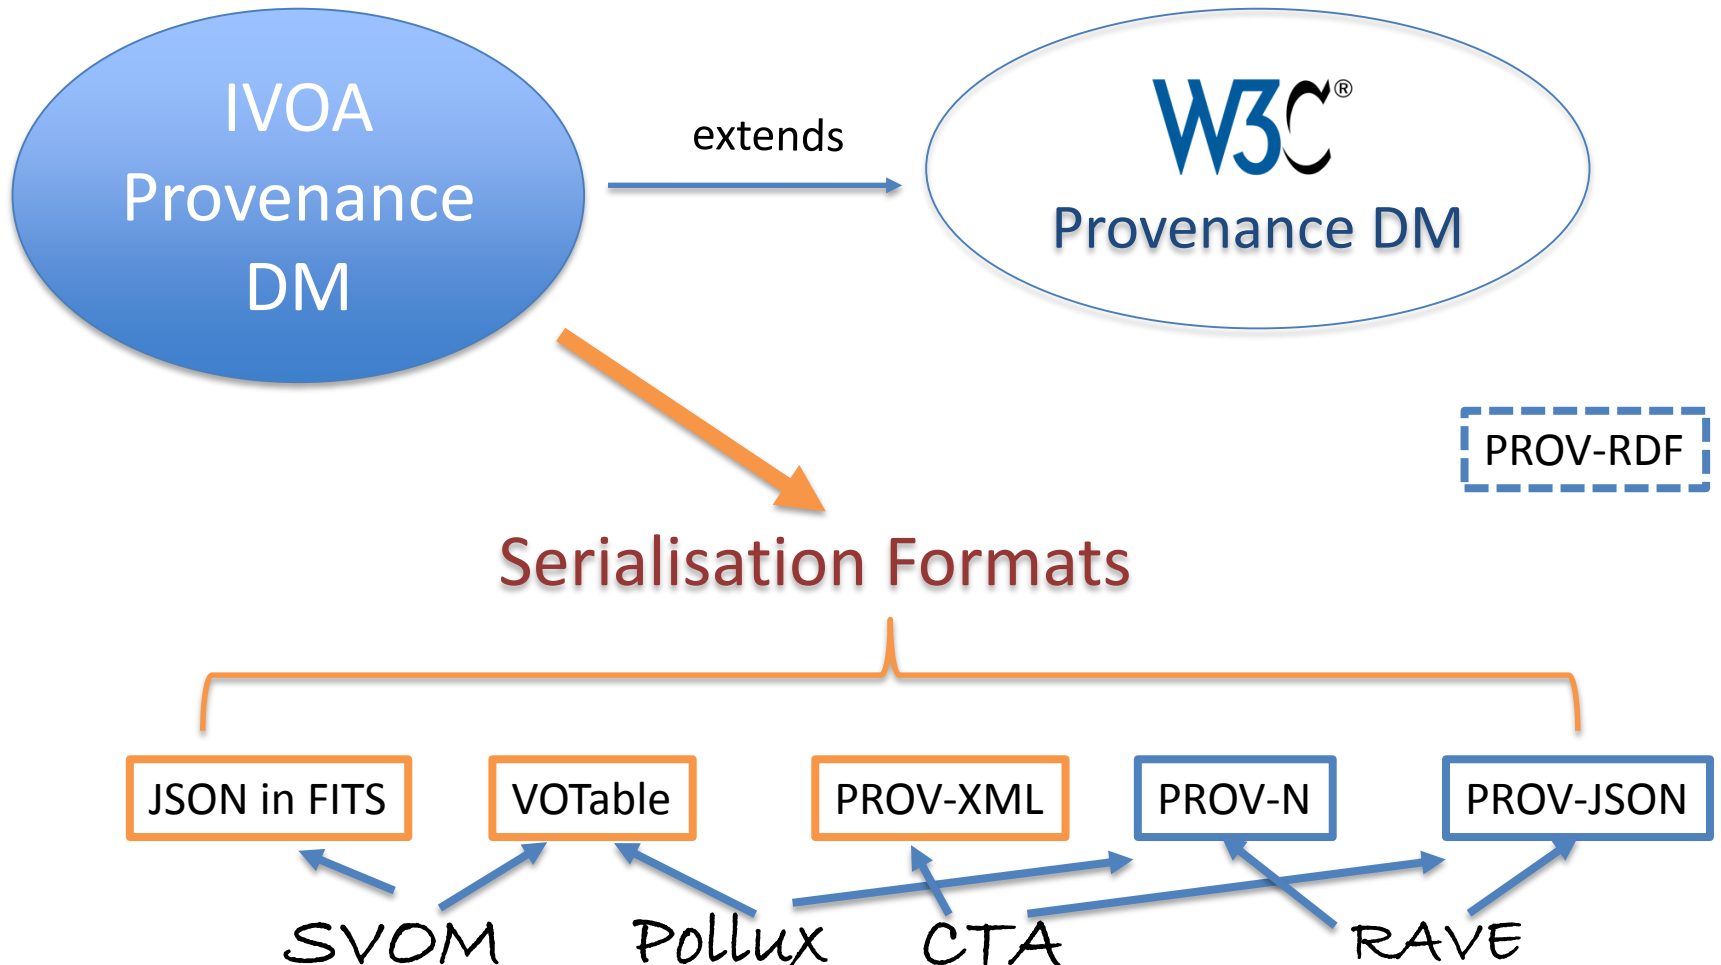 IVOA
Provenance
DM
extends
W3C®
Provenance DM
PROV-RDF
Serialisation Formats
JSON in FITS
VOTable
PROV-XML
PROV-N
PROV-JSON
SVOM
Pollux
CTA
RAVE